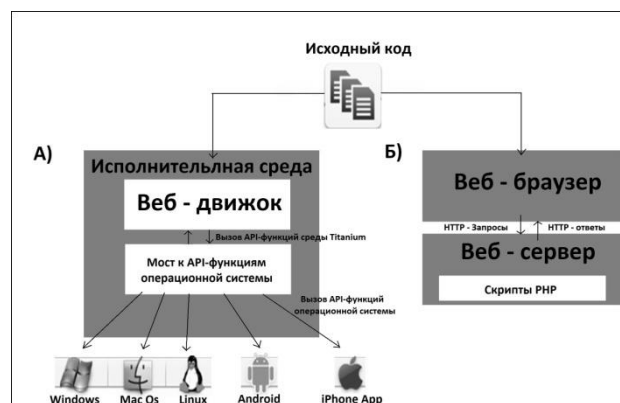 Исходный код
А)
Исполнительлная среда
Веб - движок
Вызов API-функций среды Titanium
Мост к API-функциям
операционной системы
Вызов API-функций
операционной системы
Windows
Mac Os
Linux
Android
iPhone App
Б)
Веб - браузер
HTTP - Запросы
HTTP - ответы
Веб - сервер
Скрипты PHP